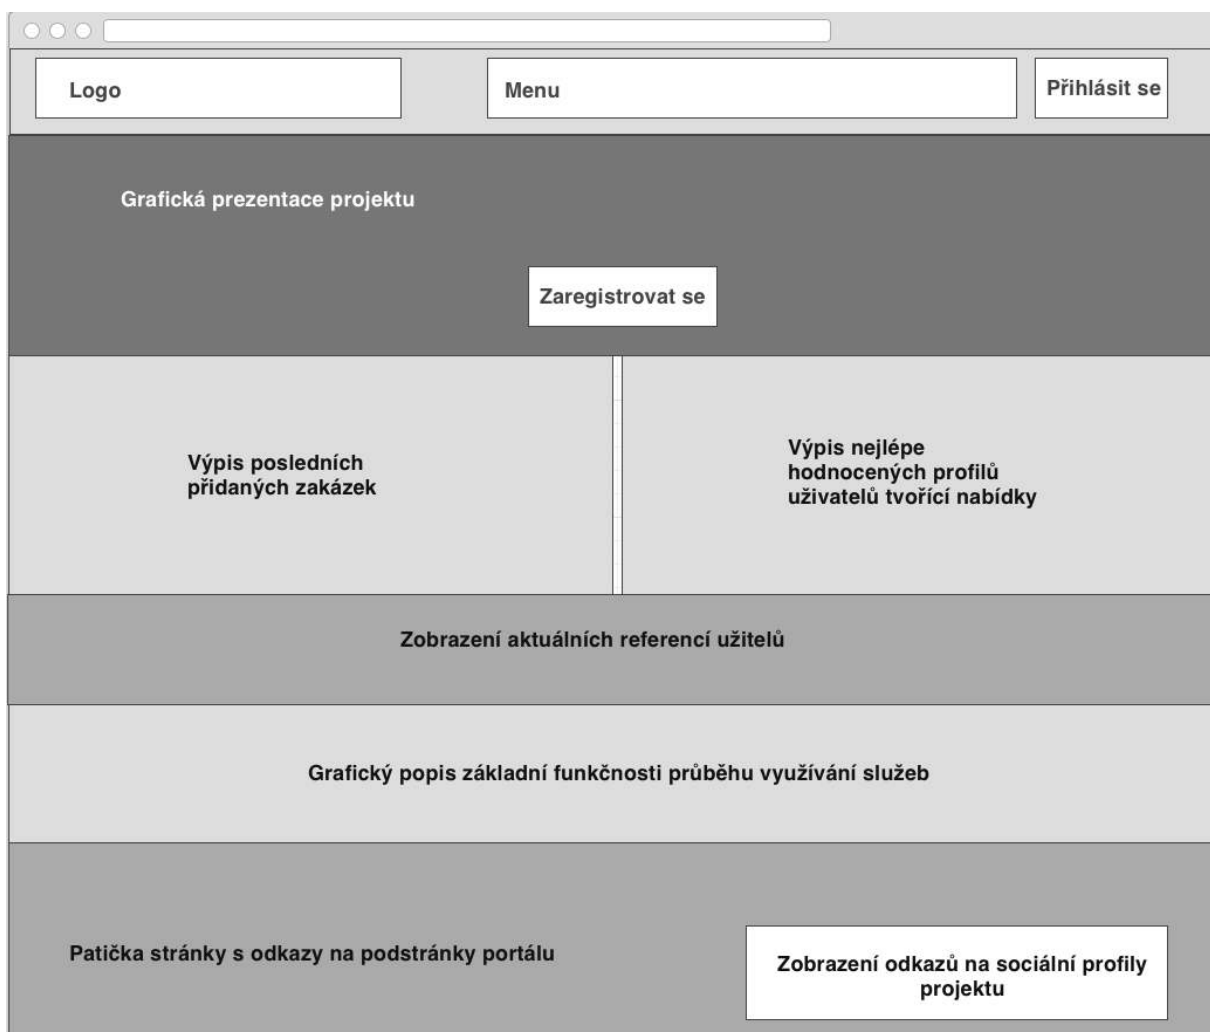 Logo
Menu
Přihlásit se
Grafická prezentace projektu
Zaregistrovat se
Výpis posledních
přidaných zakázek
Výpis nejlépe
hodnocených profilů
uživatelů tvořící nabídky
Zobrazení aktuálních referencí užitelů
Grafický popis základní funkčnosti průběhu využívání služeb
Patička stránky s odkazy na podstránky portálu
Zobrazení odkazů na sociální profily
projektu